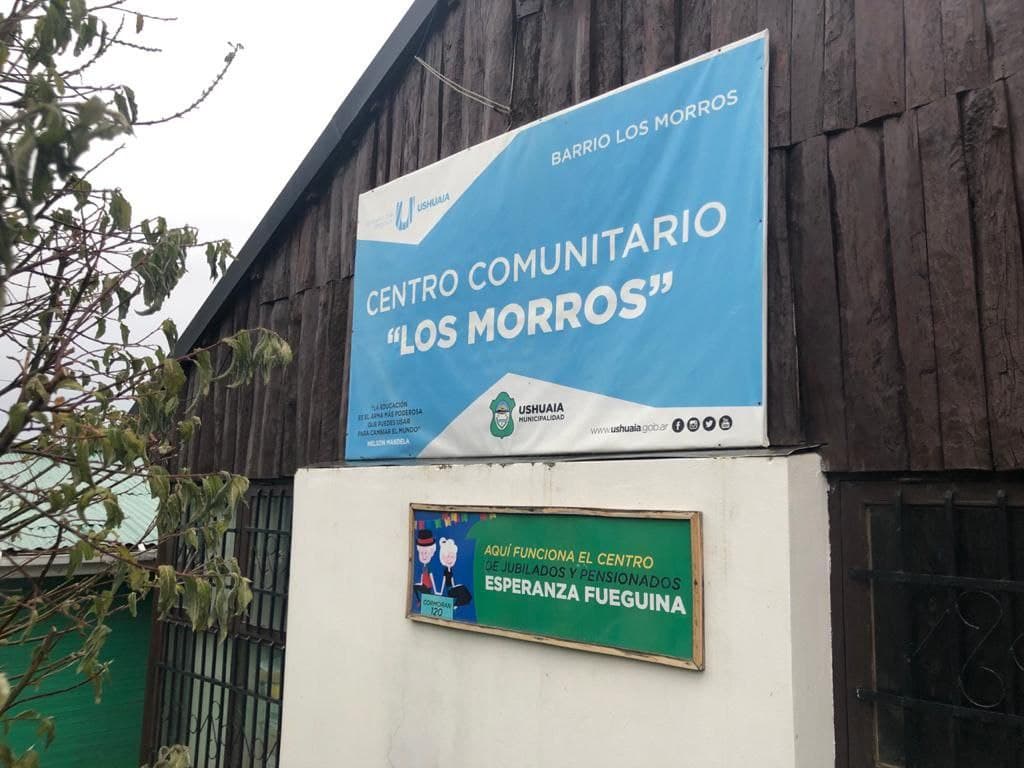 BARRIO LOS MORROS
USHUAIA
CENTRO COMUNITARIO
"LOS MORROS"
"LA EDUCACIÓN
ES EL ARMA MÁS PODEROSA
QUE PUEDES USAR
PARA CAMBIAR EL MUNDO"
NELSON MANDELA
USHUAIA
MUNICIPALIDAD
www.ushuaia.gob.ar
AQUÍ FUNCIONA EL CENTRO
DE JUBILADOS Y PENSIONADOS
ESPERANZA FUEGUINA
CORMORÁN
120